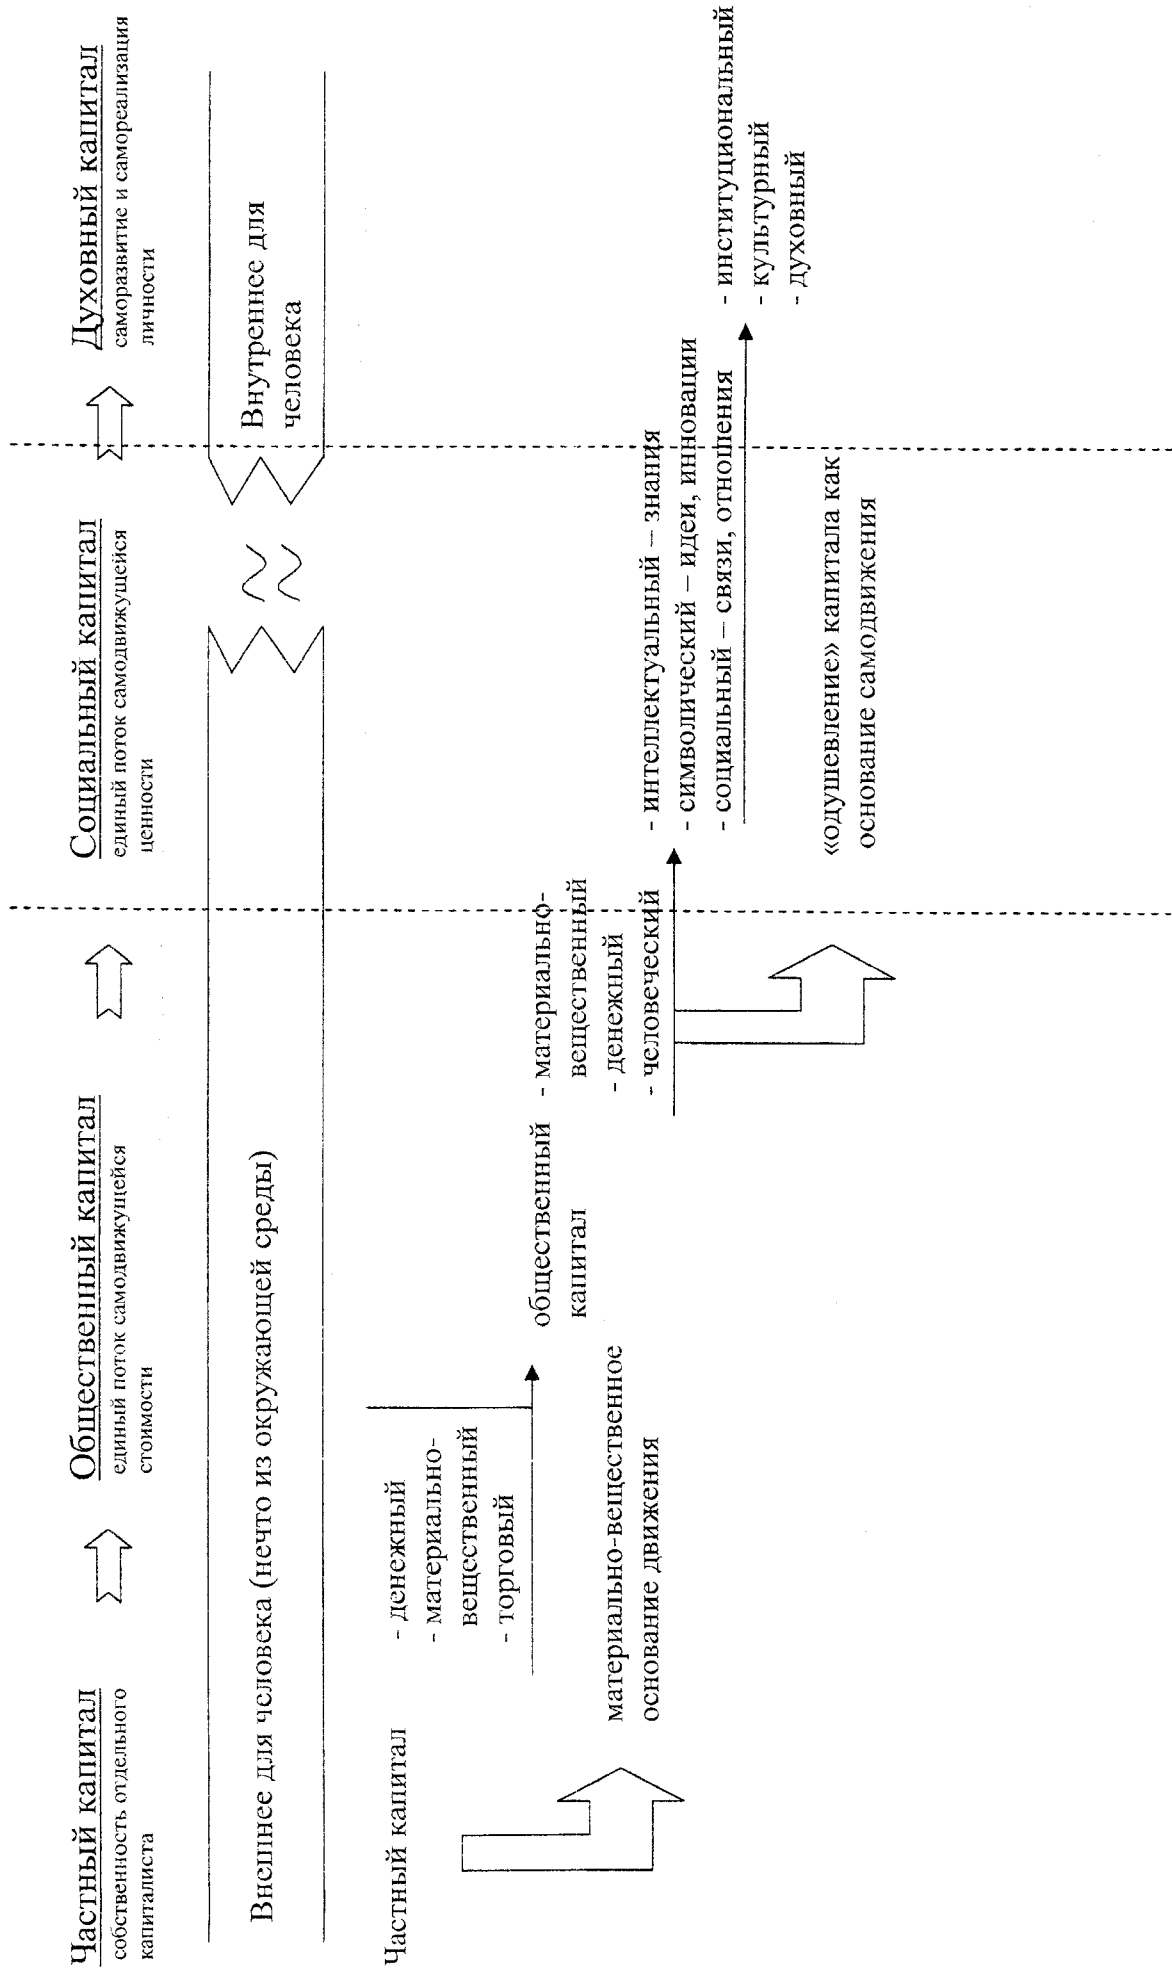 Частный капитал
собственность отдельного
капиталиста
Общественный капитал
единый поток самодвижущейся
стоимости
Социальный капитал
единый поток самодвижущейся
ценности
Духовный капитал
саморазвитие и самореализация
личности
Внешнее для человека (нечто из окружающей среды)
Внутреннее для
человека
Частный капитал
- денежный
- материально-
вещественный
- торговый
общественный
капитал
- материально-
вещественный
- денежный
- человеческий
- интеллектуальный – знания
- символический – идеи, инновации
- социальный – связи, отношения
- институциональный
- культурный
- духовный
материально-вещественное
основание движения
«одушевление» капитала как
основание самодвижения